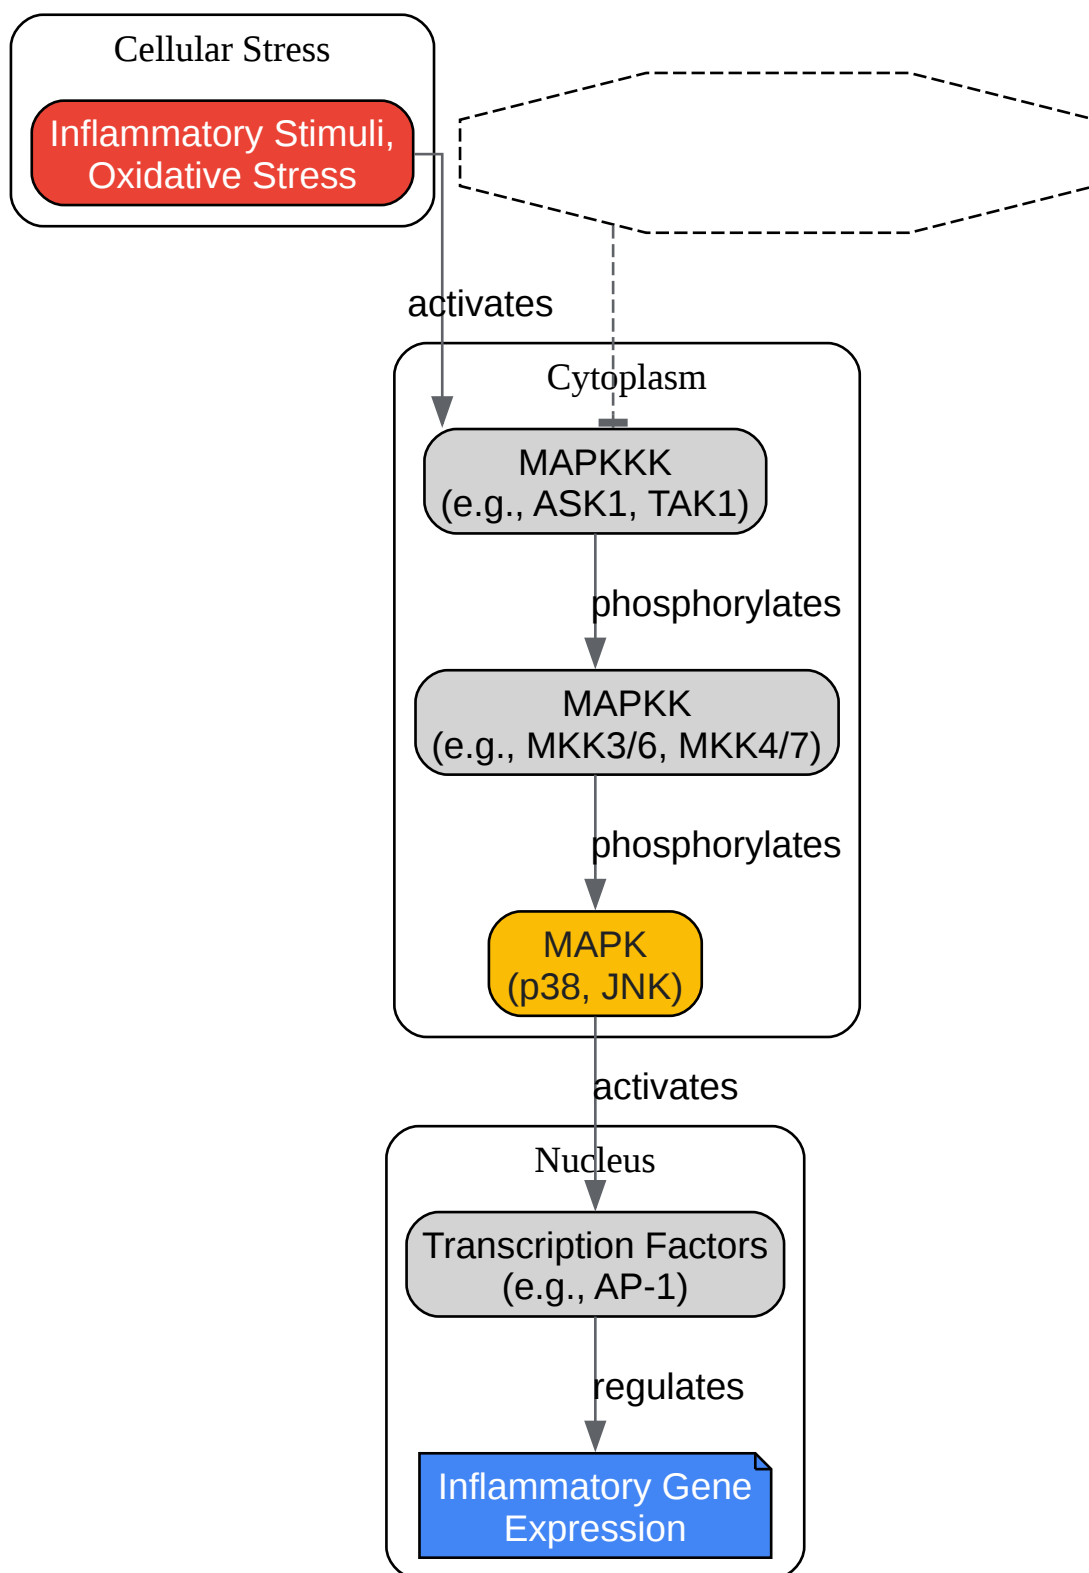 Cellular Stress
Inflammatory Stimuli,
Oxidative Stress
activates
Cytoplasm
MAPKKK
(e.g., ASK1, TAK1)
phosphorylates
MAPKK
(e.g., MKK3/6, MKK4/7)
phosphorylates
MAPK
(p38, JNK)
activates
Nucleus
Transcription Factors
(e.g., AP-1)
regulates
Inflammatory Gene
Expression